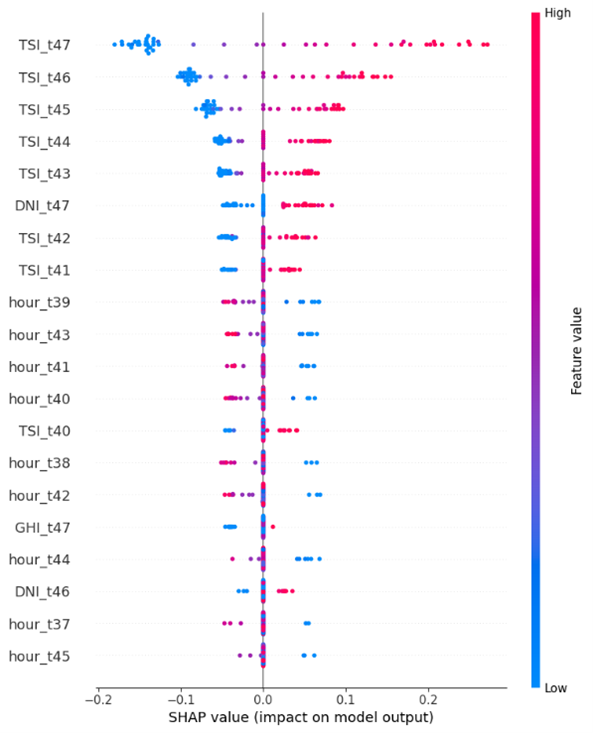 High
TSI_t47
TSI_t46
TSI_t45
TSI_t44
TSI_t43
DNI_t47
TSI_t42
TSI_t41
hour_t39
hour_t43
hour_t41
hour_t40
TSI_t40
hour_t38
hour_t42
GHI_t47
hour_t44
DNI_t46
hour_t37
hour_t45
Feature value
Low
−0.2 −0.1 0.0 0.1 0.2
SHAP value (impact on model output)